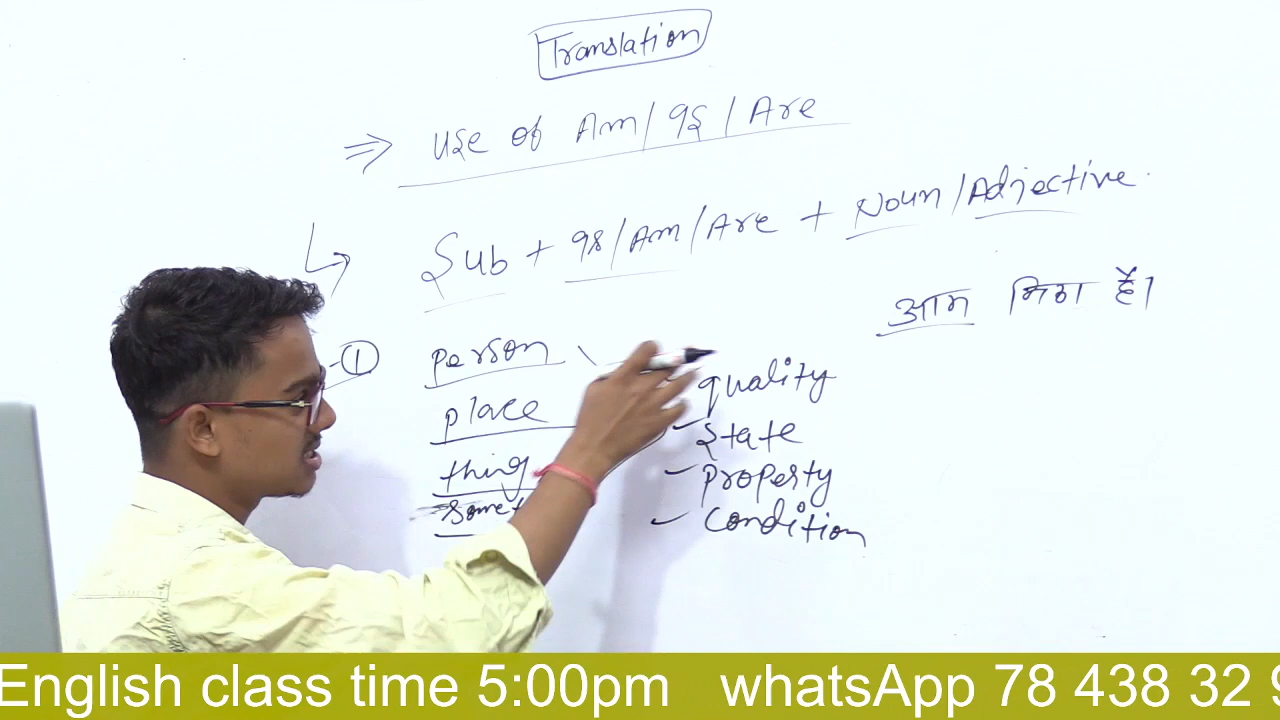 Translation
⇒ Use of Am / Is / Are
Sub + Is / Am / Are + Noun / Adjective
आम मिठा है।
① person
place
thing
quality
state
property
condition
English class time 5:00pm whatsApp 78 438 32